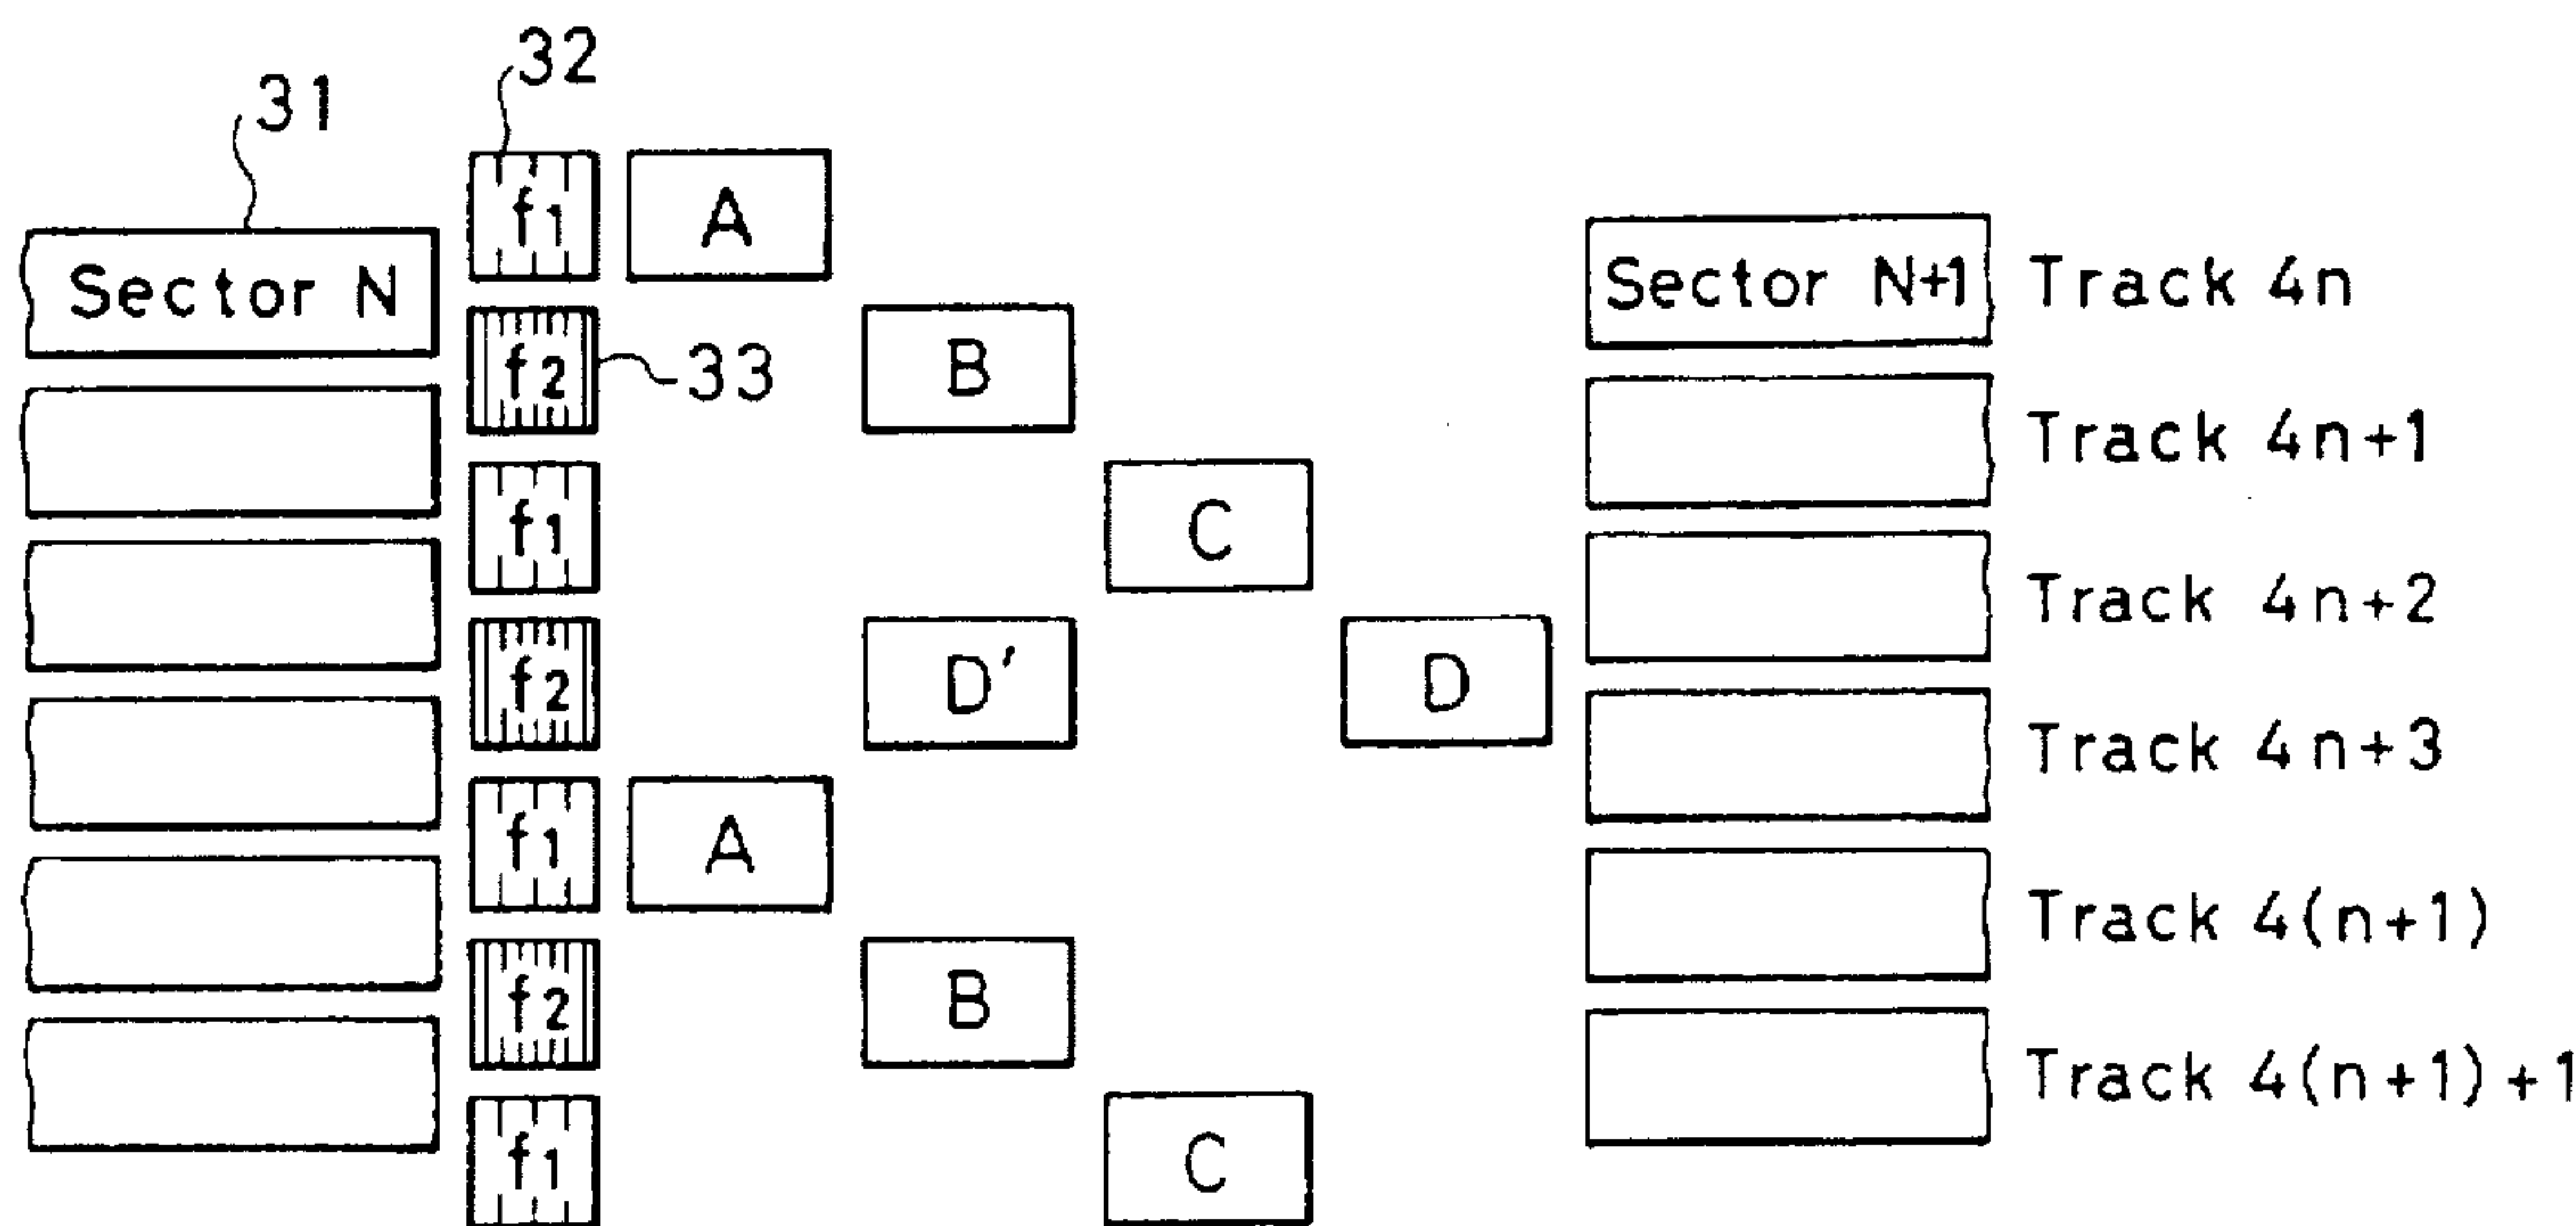 32
31
f1 A
Sector N Sector N+1 Track 4n
f2 33 B
Track 4n+1
f1 C
Track 4n+2
f2 D′ D
Track 4n+3
f1 A
Track 4(n+1)
f2 B
Track 4(n+1)+1
f1 C